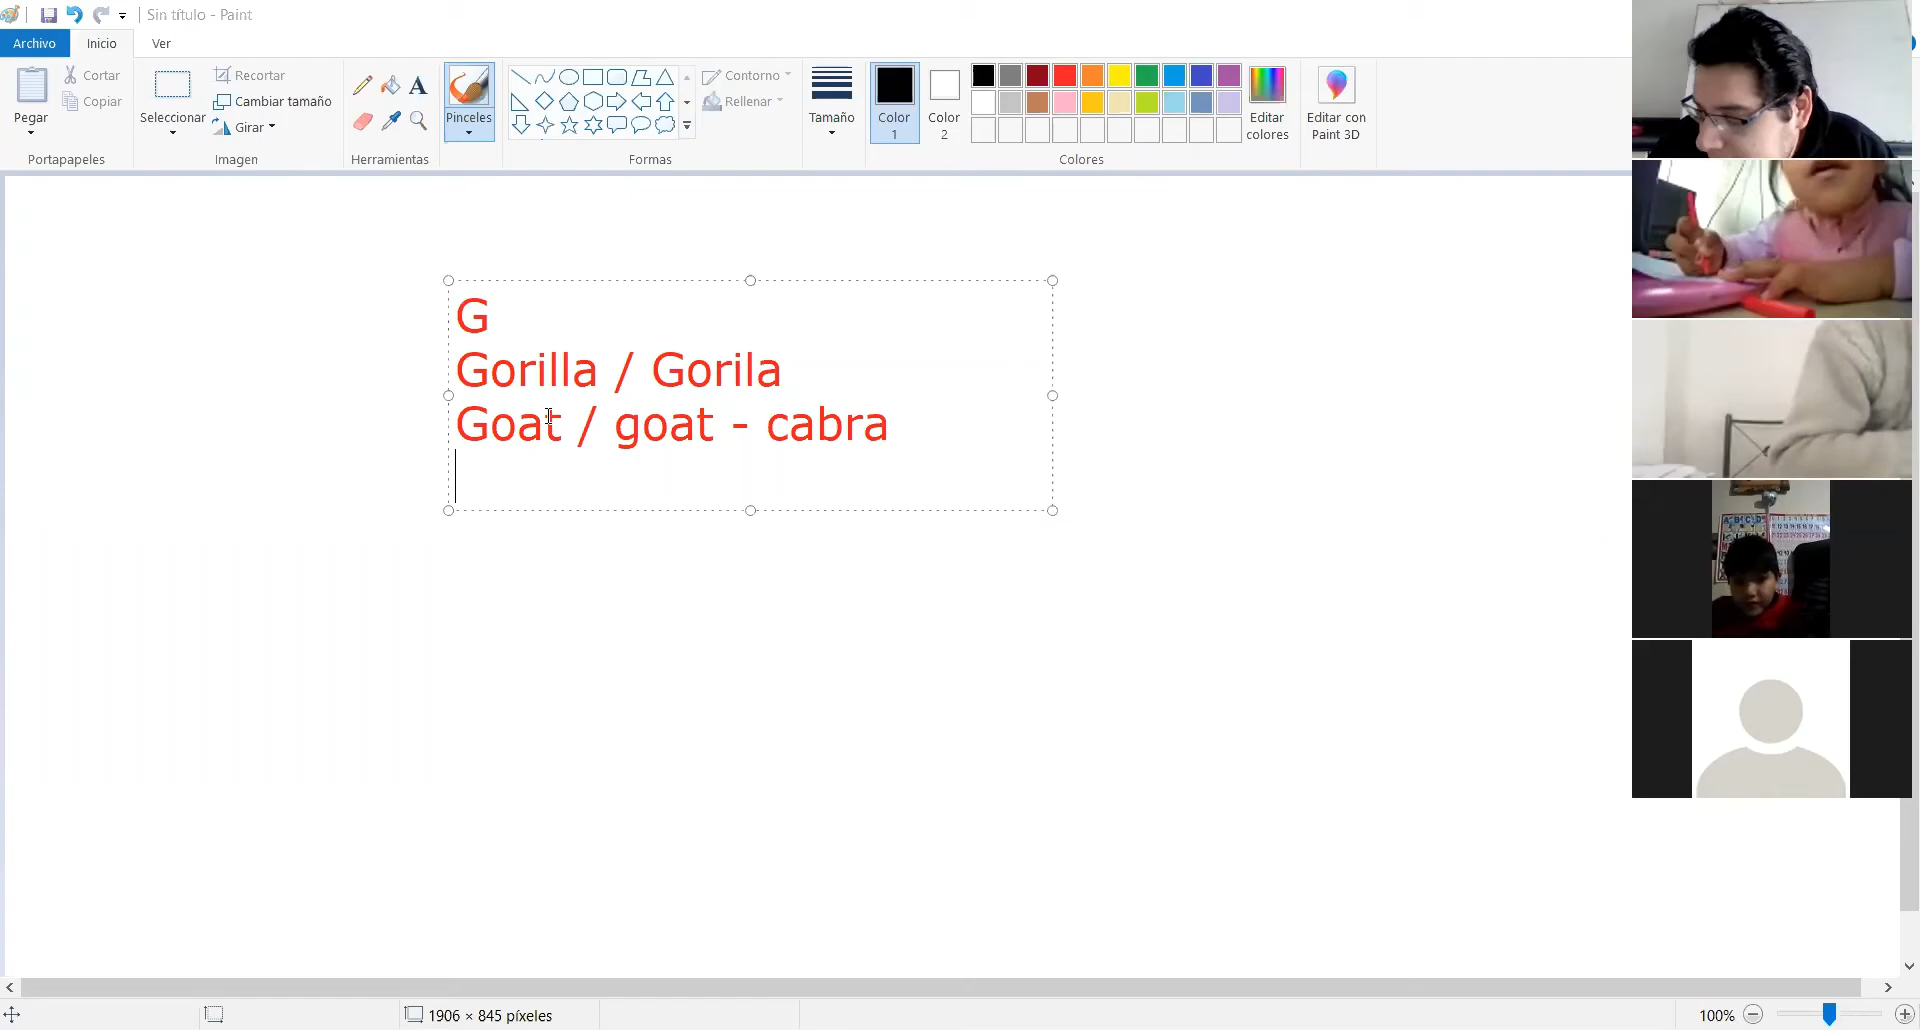 Sin título - Paint
Archivo
Inicio
Ver
Pegar
Cortar
Copiar
Portapapeles
Seleccionar
Recortar
Cambiar tamaño
Girar
Imagen
A
Herramientas
Pinceles
Contorno
Rellenar
Formas
Tamaño
Color
1
Color
2
Editar
colores
Editar con
Paint 3D
Colores
G
Gorilla / Gorila
Goat / goat - cabra
1906 × 845 píxeles
100%